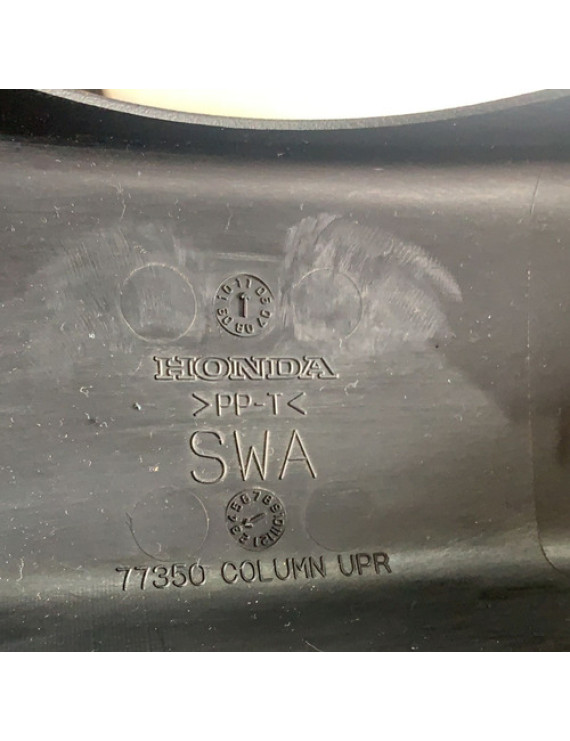 HONDA
>PP-T<
SWA
77350 COLUMN UPR